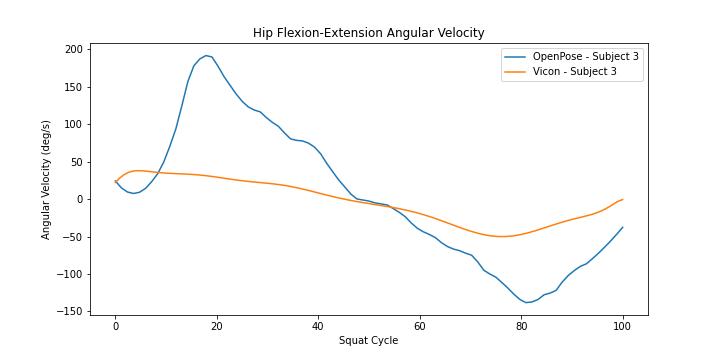 Hip Flexion-Extension Angular Velocity
OpenPose - Subject 3
Vicon - Subject 3
Angular Velocity (deg/s)
200
150
100
50
0
−50
−100
−150
0 20 40 60 80 100
Squat Cycle